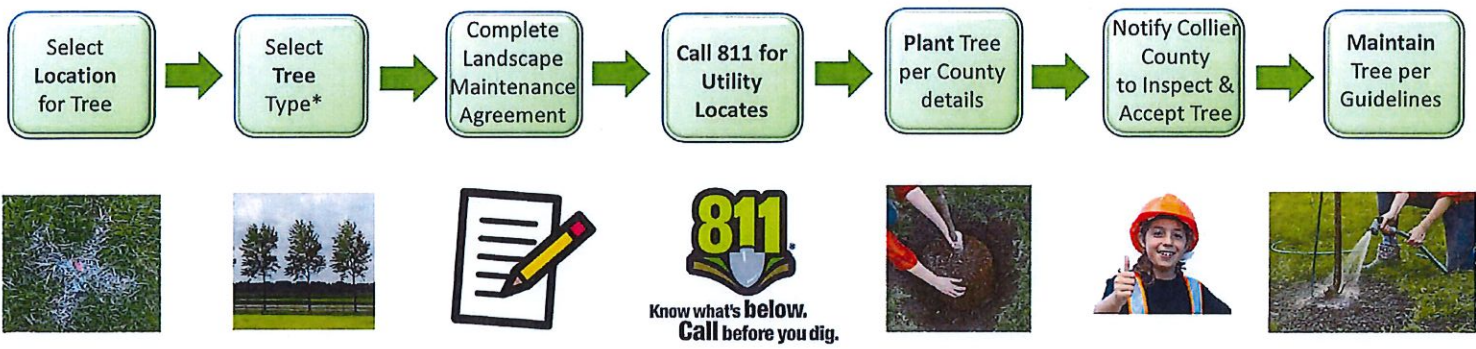 Select
Location
for Tree
Select
Tree
Type*
Complete
Landscape
Maintenance
Agreement
Call 811 for
Utility
Locates
Plant Tree
per County
details
Notify Collier
County
to Inspect &
Accept Tree
Maintain
Tree per
Guidelines
811
Know what's below.
Call before you dig.